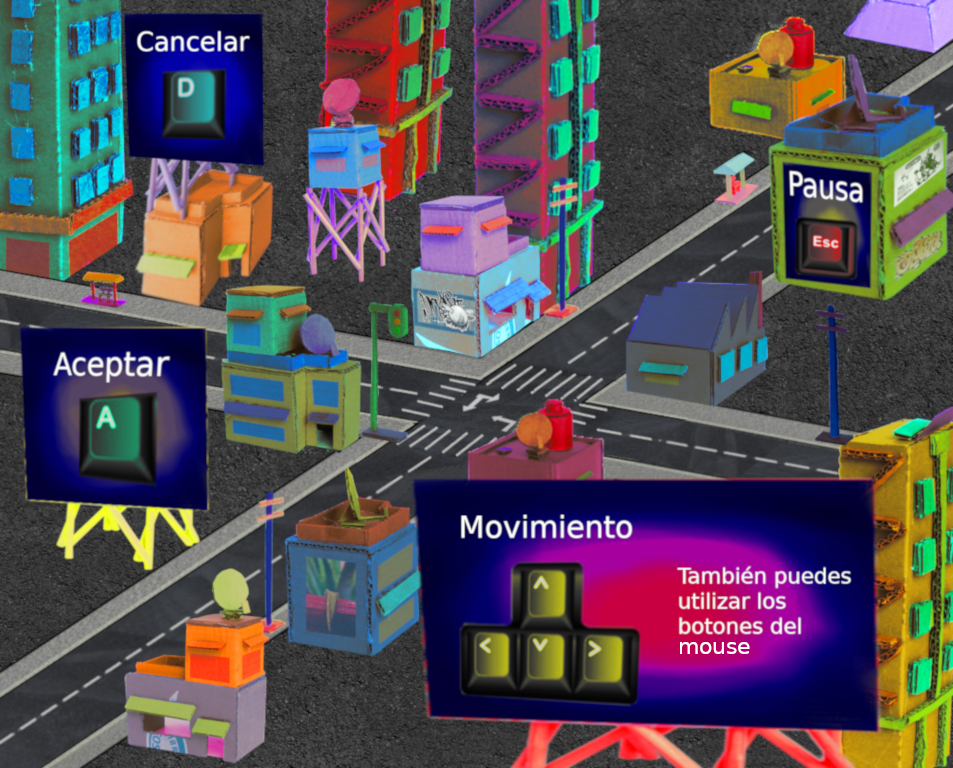 Cancelar
D
Pausa
Esc
Aceptar
A
Movimiento
También puedes
utilizar los
botones del
mouse